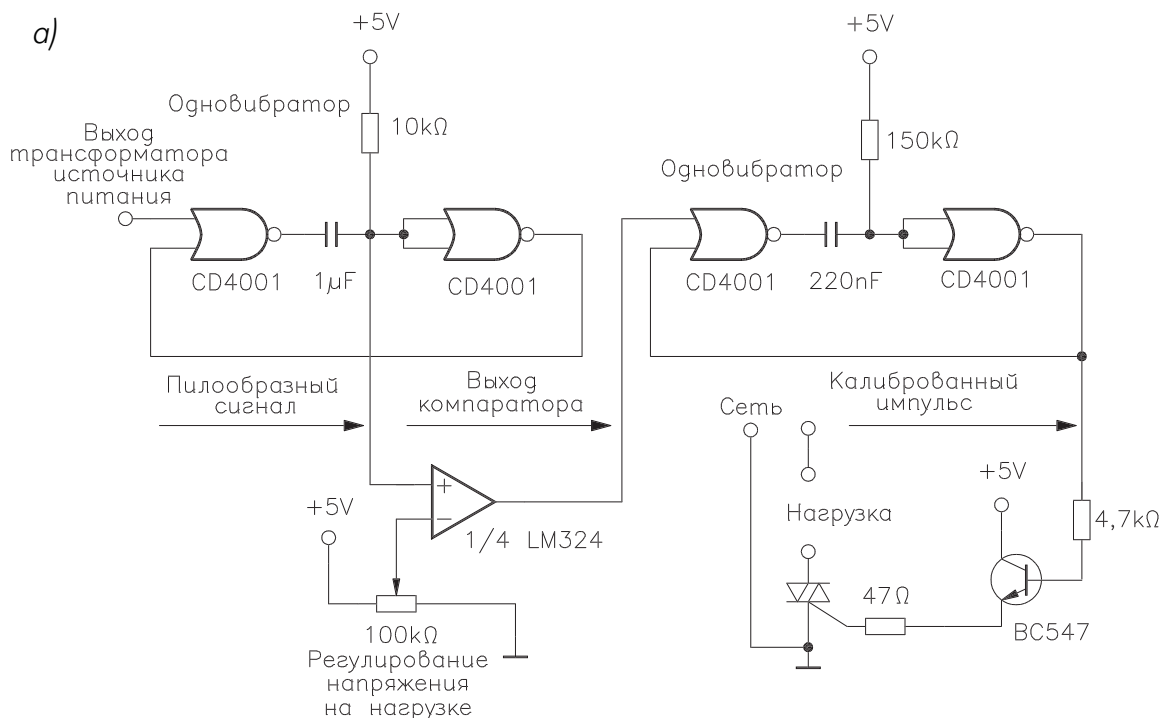 а)
+5V
+5V
Одновибратор
10kΩ
150kΩ
Выход
трансформатора
источника
питания
Одновибратор
CD4001
1µF
CD4001
CD4001
220nF
CD4001
Пилообразный
сигнал
Выход
компаратора
Калиброванный
импульс
Сеть
+5V
+
−
+5V
1/4 LM324
Нагрузка
4,7kΩ
47Ω
BC547
100kΩ
Регулирование
напряжения
на нагрузке